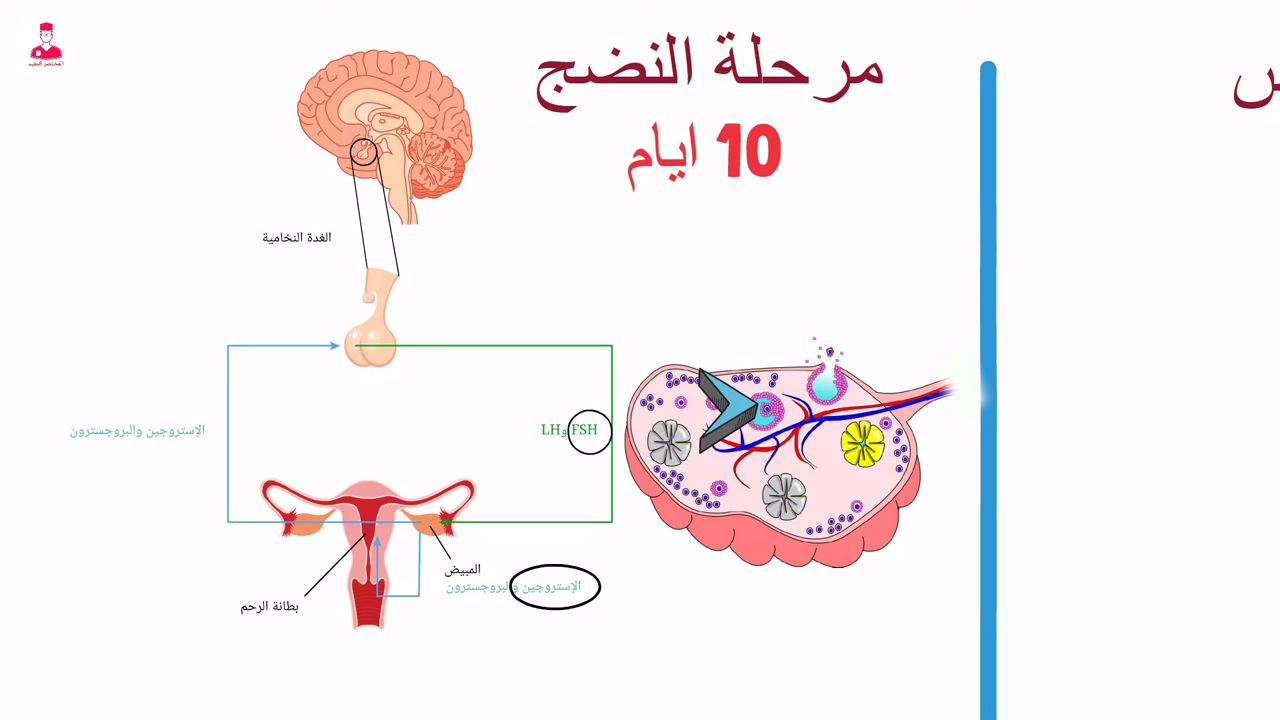 مرحلة النضج
10 ايام
الغدة النخامية
الإستروجين والبروجسترون
FSH وLH
المبيض
الإستروجين والبروجسترون
بطانة الرحم